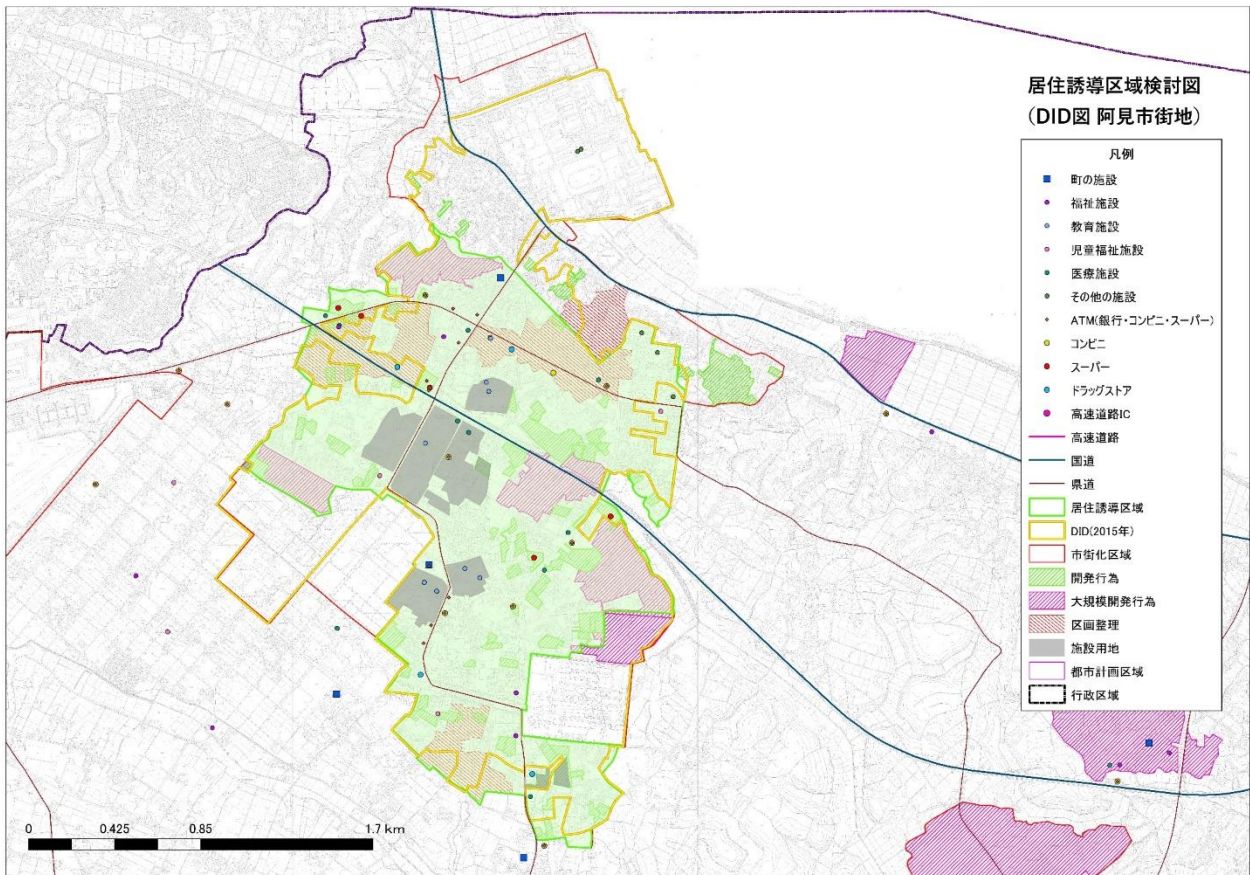 居住誘導区域検討図
(DID図 阿見市街地)
凡例
町の施設
福祉施設
教育施設
児童福祉施設
医療施設
その他の施設
ATM(銀行・コンビニ・スーパー)
コンビニ
スーパー
ドラッグストア
高速道路IC
高速道路
国道
県道
居住誘導区域
DID(2015年)
市街化区域
開発行為
大規模開発行為
区画整理
施設用地
都市計画区域
行政区域
0 0.425 0.85 1.7 km